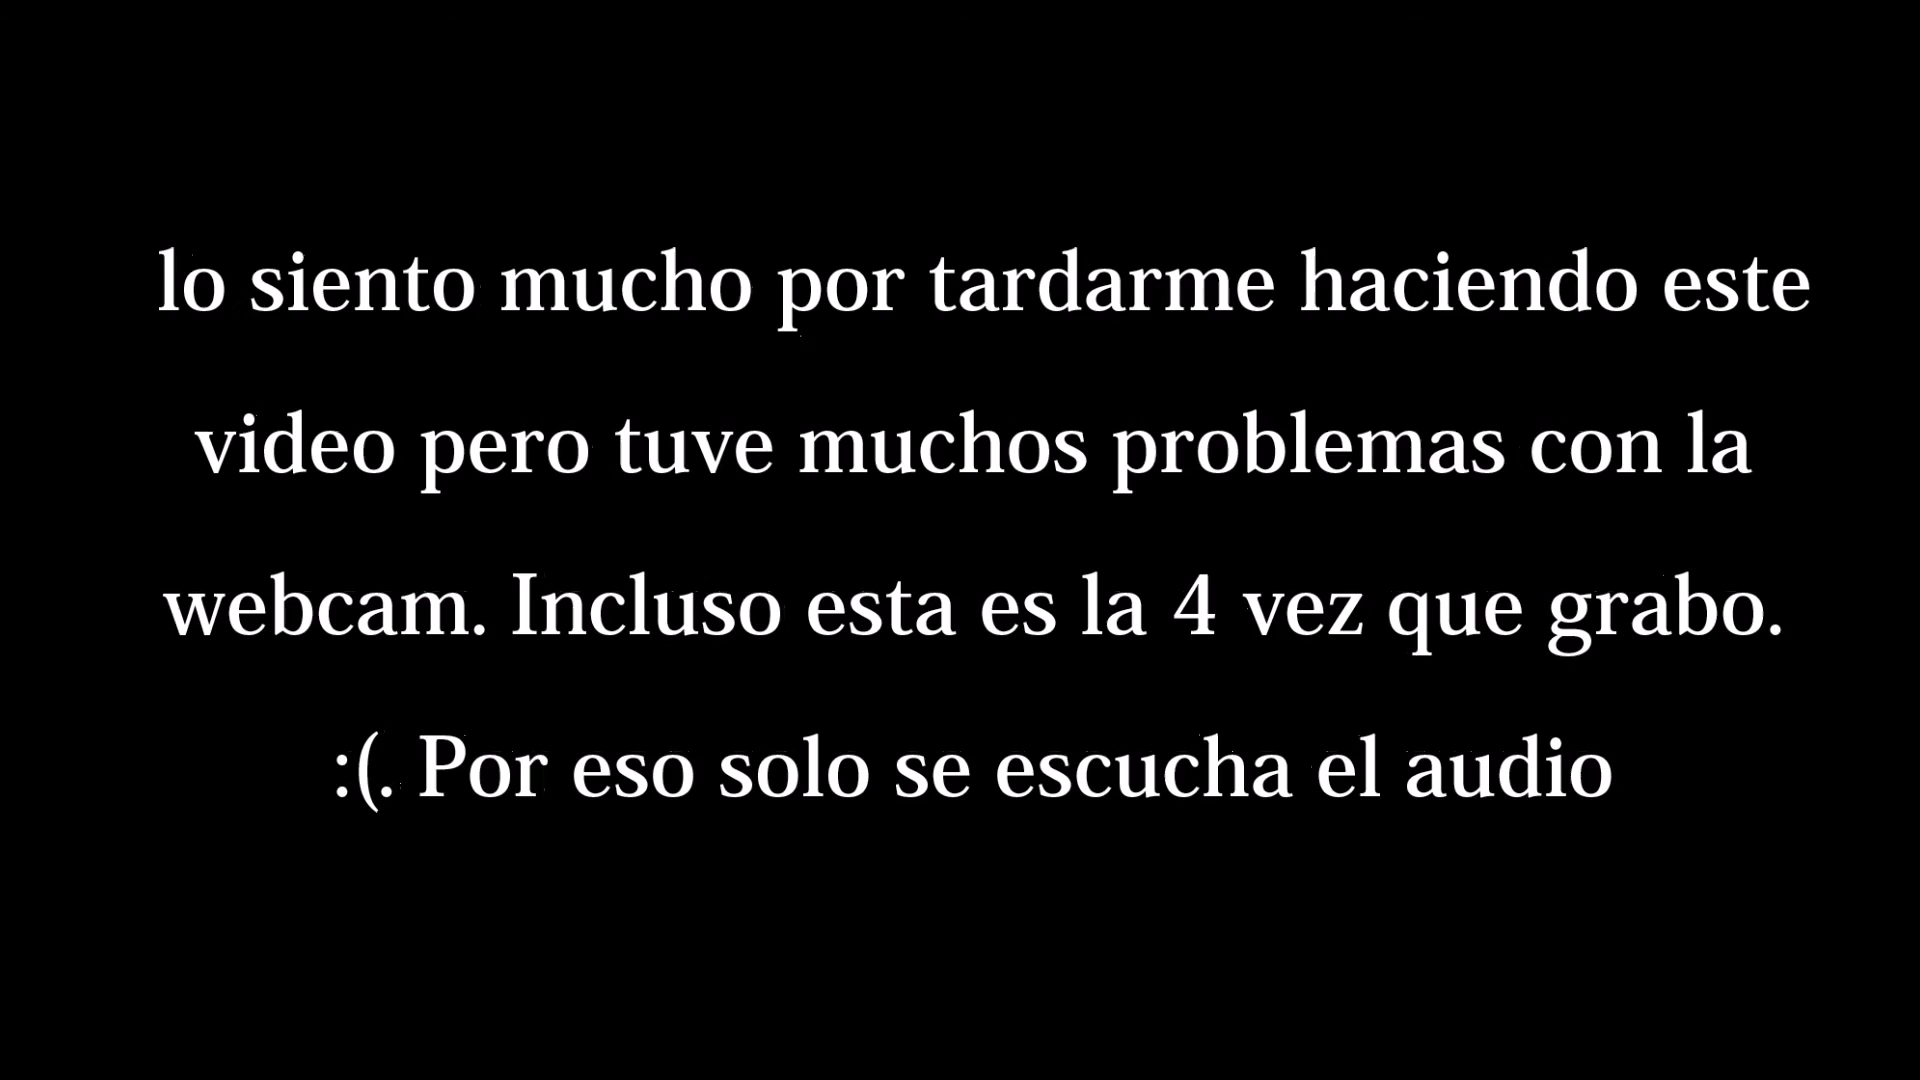 lo siento mucho por tardarme haciendo este
video pero tuve muchos problemas con la
webcam. Incluso esta es la 4 vez que grabo.
:(. Por eso solo se escucha el audio